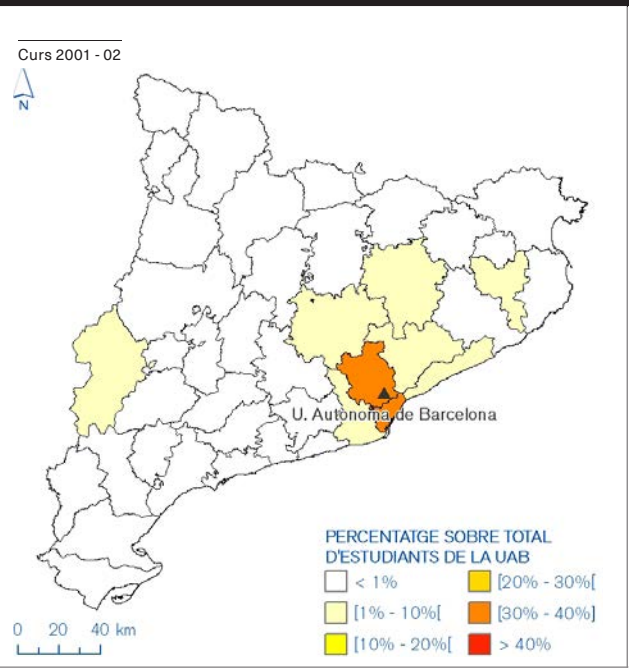 Curs 2001 - 02
N
U. Autònoma de Barcelona
PERCENTATGE SOBRE TOTAL
D'ESTUDIANTS DE LA UAB
< 1%
[20% - 30%[
[1% - 10%[
[30% - 40%]
[10% - 20%[
> 40%
0 20 40 km